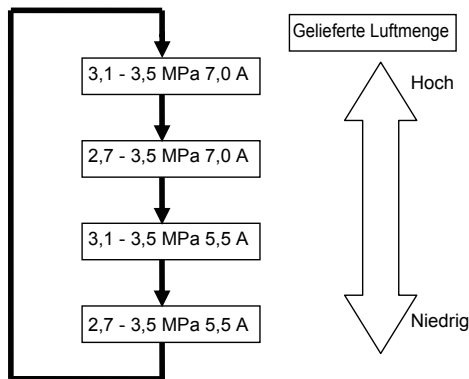 Gelieferte Luftmenge
3,1 - 3,5 MPa 7,0 A
Hoch
2,7 - 3,5 MPa 7,0 A
3,1 - 3,5 MPa 5,5 A
2,7 - 3,5 MPa 5,5 A
Niedrig